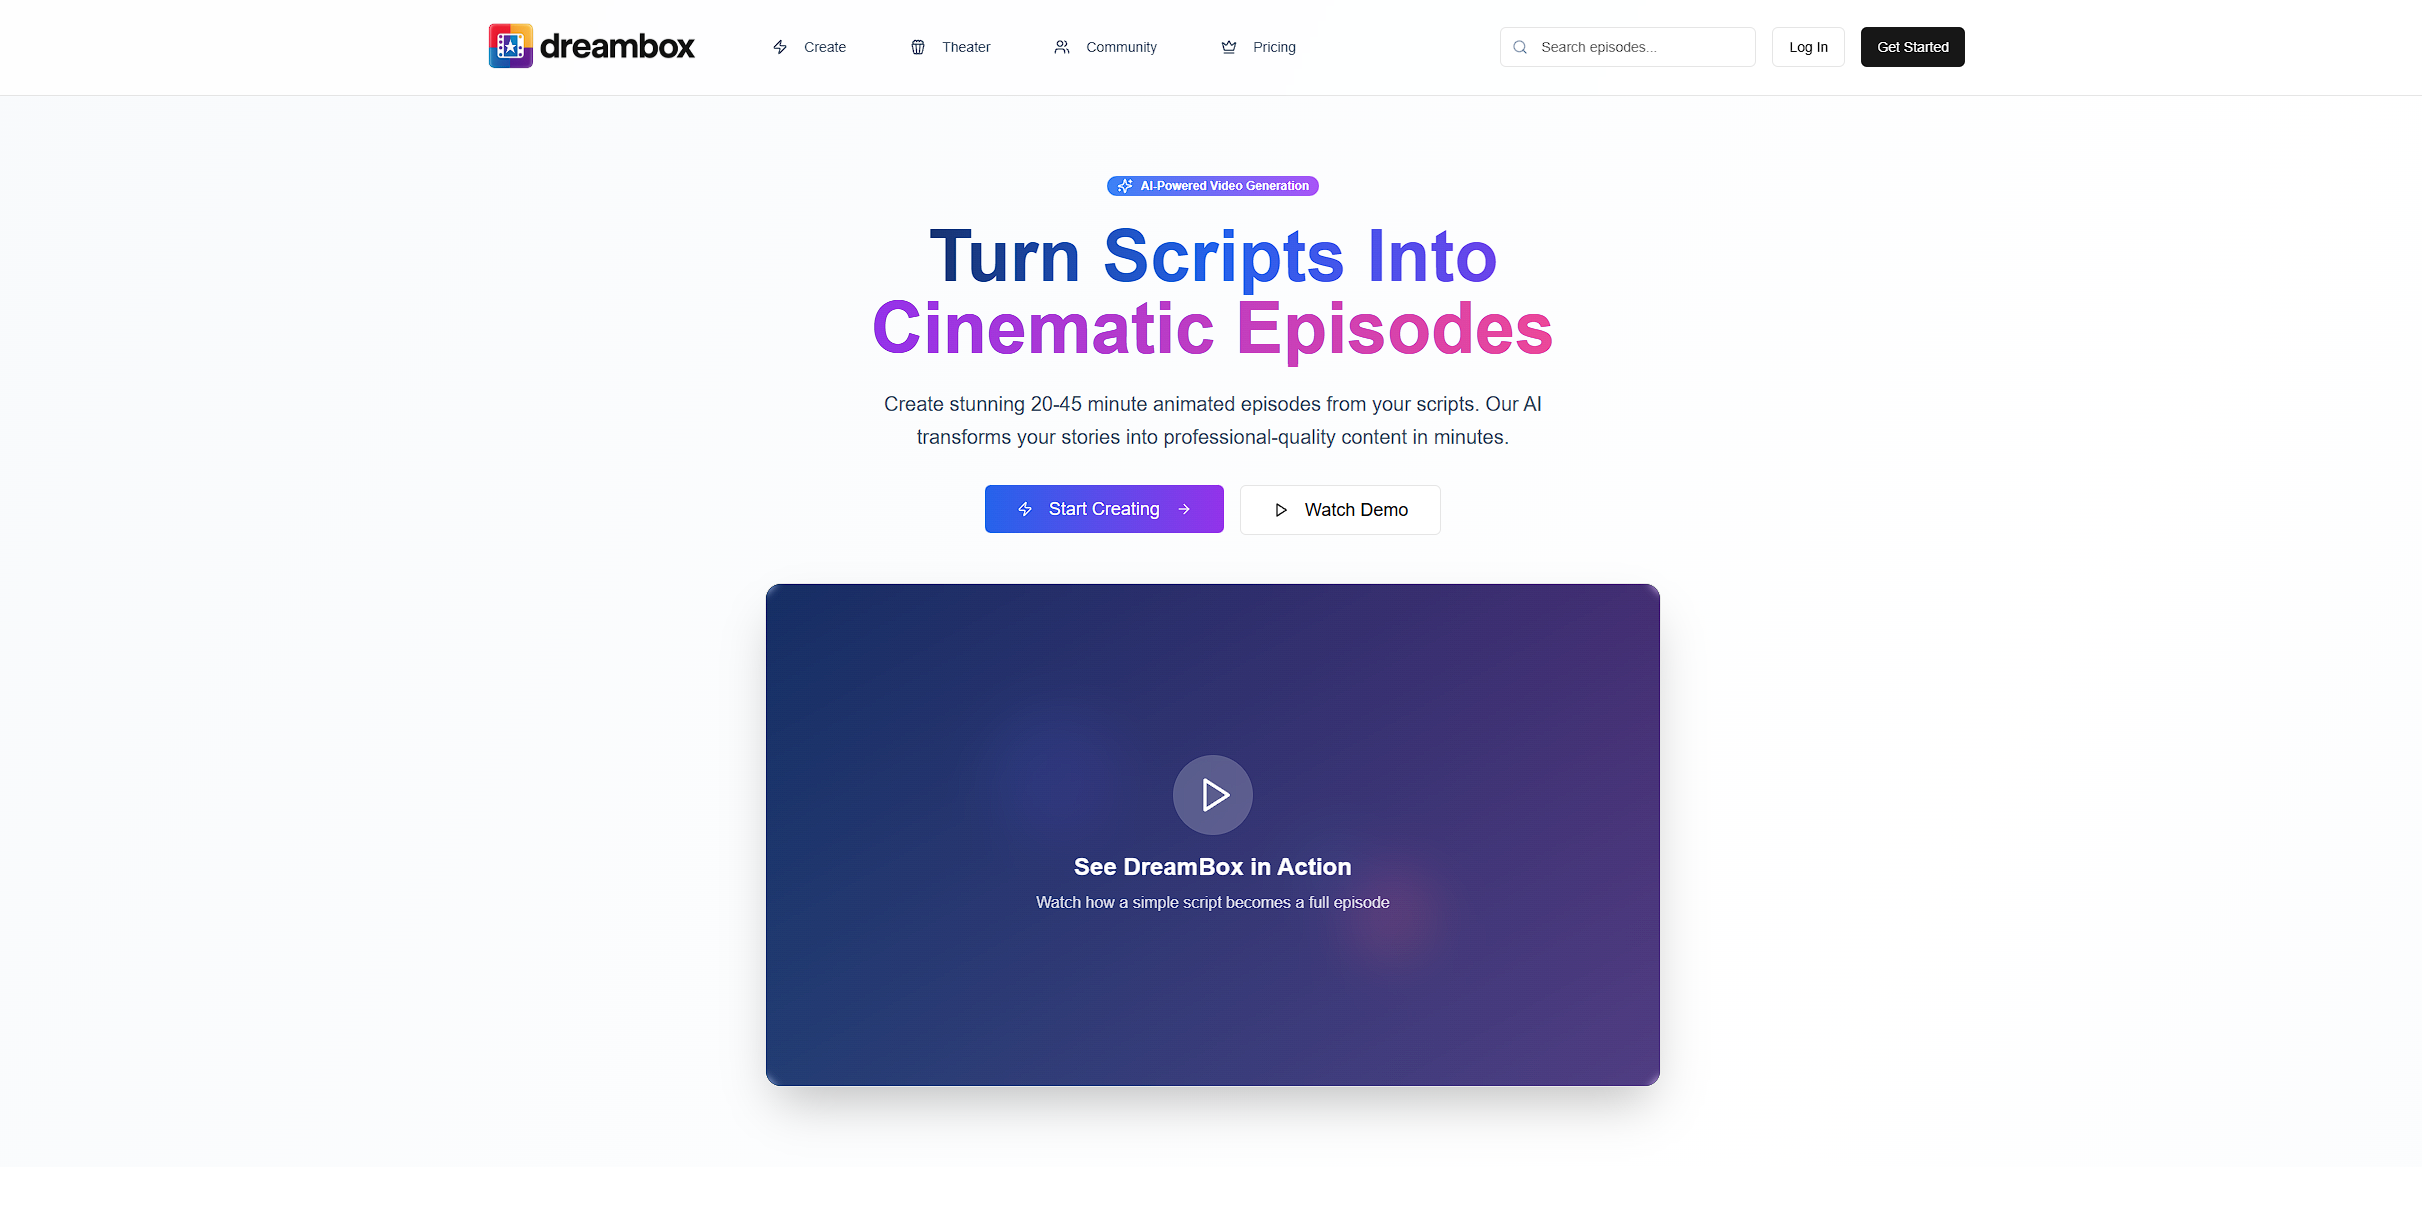 dreambox
Create
Theater
Community
Pricing
Search episodes...
Log In
Get Started
AI-Powered Video Generation
Turn Scripts Into
Cinematic Episodes
Create stunning 20-45 minute animated episodes from your scripts. Our AI
transforms your stories into professional-quality content in minutes.
Start Creating
Watch Demo
See DreamBox in Action
Watch how a simple script becomes a full episode